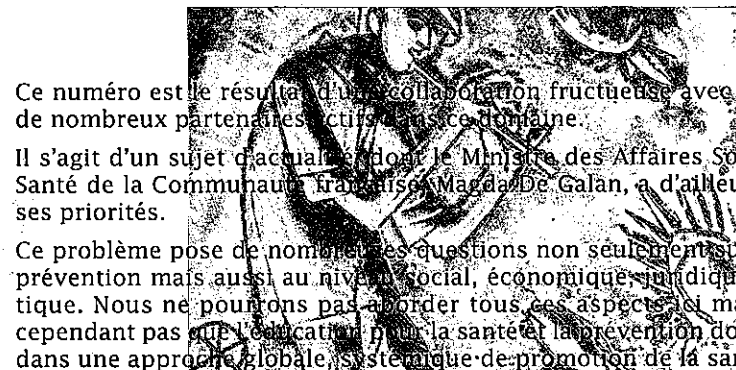 Ce numéro est le résultat d'une collaboration fructueuse avec
de nombreux partenaires actifs dans ce domaine.
Il s'agit d'un sujet d'actualité dont le Ministre des Affaires So
Santé de la Communauté française, Magda De Galan, a d'ailleu
ses priorités.
Ce problème pose de nombreuses questions non seulement su
prévention mais aussi au niveau social, économique, juridiqu
tique. Nous ne pourrons pas aborder tous ces aspects ici ma
cependant pas que l'éducation pour la santé et la prévention do
dans une approche globale, systémique de promotion de la san